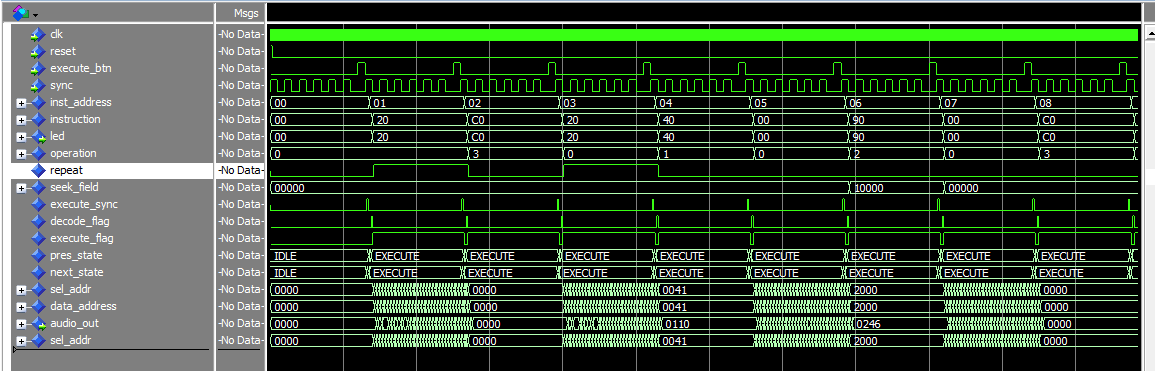 Msgs
clk -No Data-
reset -No Data-
execute_btn -No Data-
sync -No Data-
inst_address -No Data- 00 01 02 03 04 05 06 07 08
instruction -No Data- 00 20 C0 20 40 00 90 00 C0
led -No Data- 00 20 C0 20 40 00 90 00 C0
operation -No Data- 0 3 0 1 0 2 0 3
repeat -No Data-
seek_field -No Data- 00000 10000 00000
execute_sync -No Data-
decode_flag -No Data-
execute_flag -No Data-
pres_state -No Data- IDLE EXECUTE EXECUTE EXECUTE EXECUTE EXECUTE EXECUTE EXECUTE EXECUTE
next_state -No Data- IDLE EXECUTE EXECUTE EXECUTE EXECUTE EXECUTE EXECUTE EXECUTE EXECUTE
sel_addr -No Data- 0000 0000 0041 2000 0000
data_address -No Data- 0000 0000 0041 2000 0000
audio_out -No Data- 0000 0000 0110 0246 0000
sel_addr -No Data- 0000 0000 0041 2000 0000